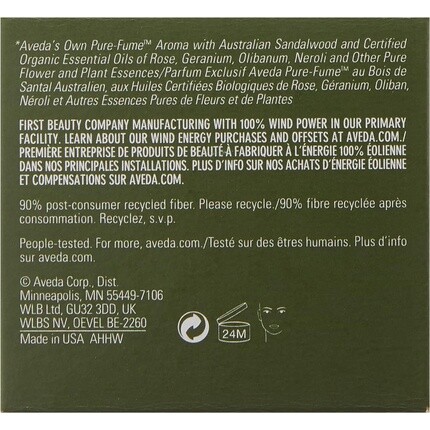 *Aveda's Own Pure-Fume™ Aroma with Australian Sandalwood and Certified
Organic Essential Oils of Rose, Geranium, Olibanum, Neroli and Other Pure
Flower and Plant Essences/Parfum Exclusif Aveda Pure-Fume™ au Bois de
Santal Australien, aux Huiles Certifiées Biologiques de Rose, Géranium, Oliban,
Néroli et Autres Essences Pures de Fleurs et de Plantes
FIRST BEAUTY COMPANY MANUFACTURING WITH 100% WIND POWER IN OUR PRIMARY
FACILITY. LEARN ABOUT OUR WIND ENERGY PURCHASES AND OFFSETS AT AVEDA.COM./
PREMIÈRE ENTREPRISE DE PRODUITS DE BEAUTÉ À FABRIQUER À L'ÉNERGIE 100% ÉOLIENNE
DANS NOS PRINCIPALES INSTALLATIONS. PLUS D'INFO SUR NOS ACHATS D'ÉNERGIE ÉOLIENNE
ET COMPENSATIONS SUR AVEDA.COM.
90% post-consumer recycled fiber. Please recycle./90% fibre recyclée après
consommation. Recyclez, s.v.p.
People-tested. For more, aveda.com./Testé sur des êtres humains. Plus d'info
sur aveda.com.
© Aveda Corp., Dist.
Minneapolis, MN 55449-7106
WLB Ltd, GU32 3DD, UK
WLBS NV, OEVEL BE-2260
Made in USA AHHW
24M